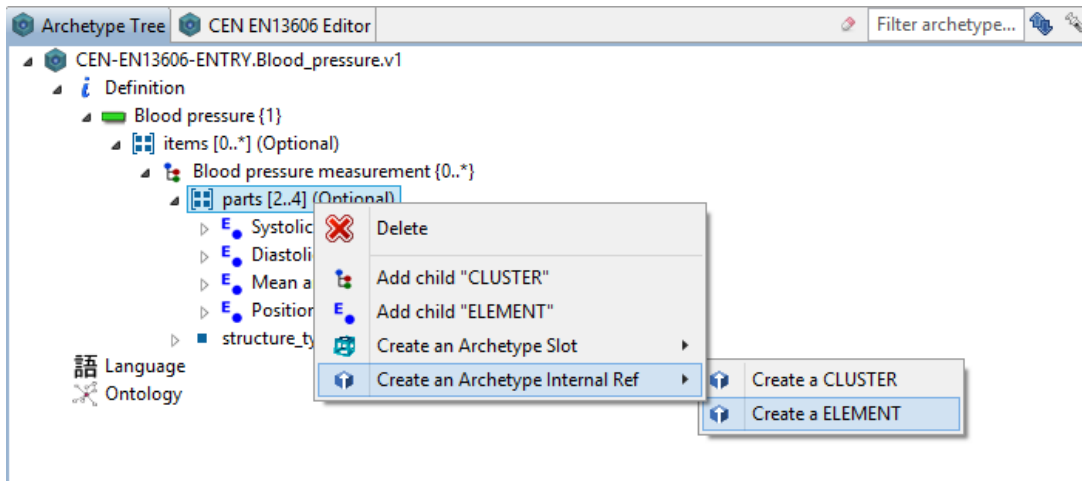 Archetype Tree CEN EN13606 Editor Filter archetype...
CEN-EN13606-ENTRY.Blood_pressure.v1
i Definition
Blood pressure {1}
items [0..*] (Optional)
Blood pressure measurement {0..*}
parts [2..4] (Optional)
E Systolic
Delete
E Diastoli
E Mean a
Add child "CLUSTER"
E Position
E Add child "ELEMENT"
structure_ty
Create an Archetype Slot
語 Language
Create an Archetype Internal Ref
Create a CLUSTER
Ontology
Create a ELEMENT